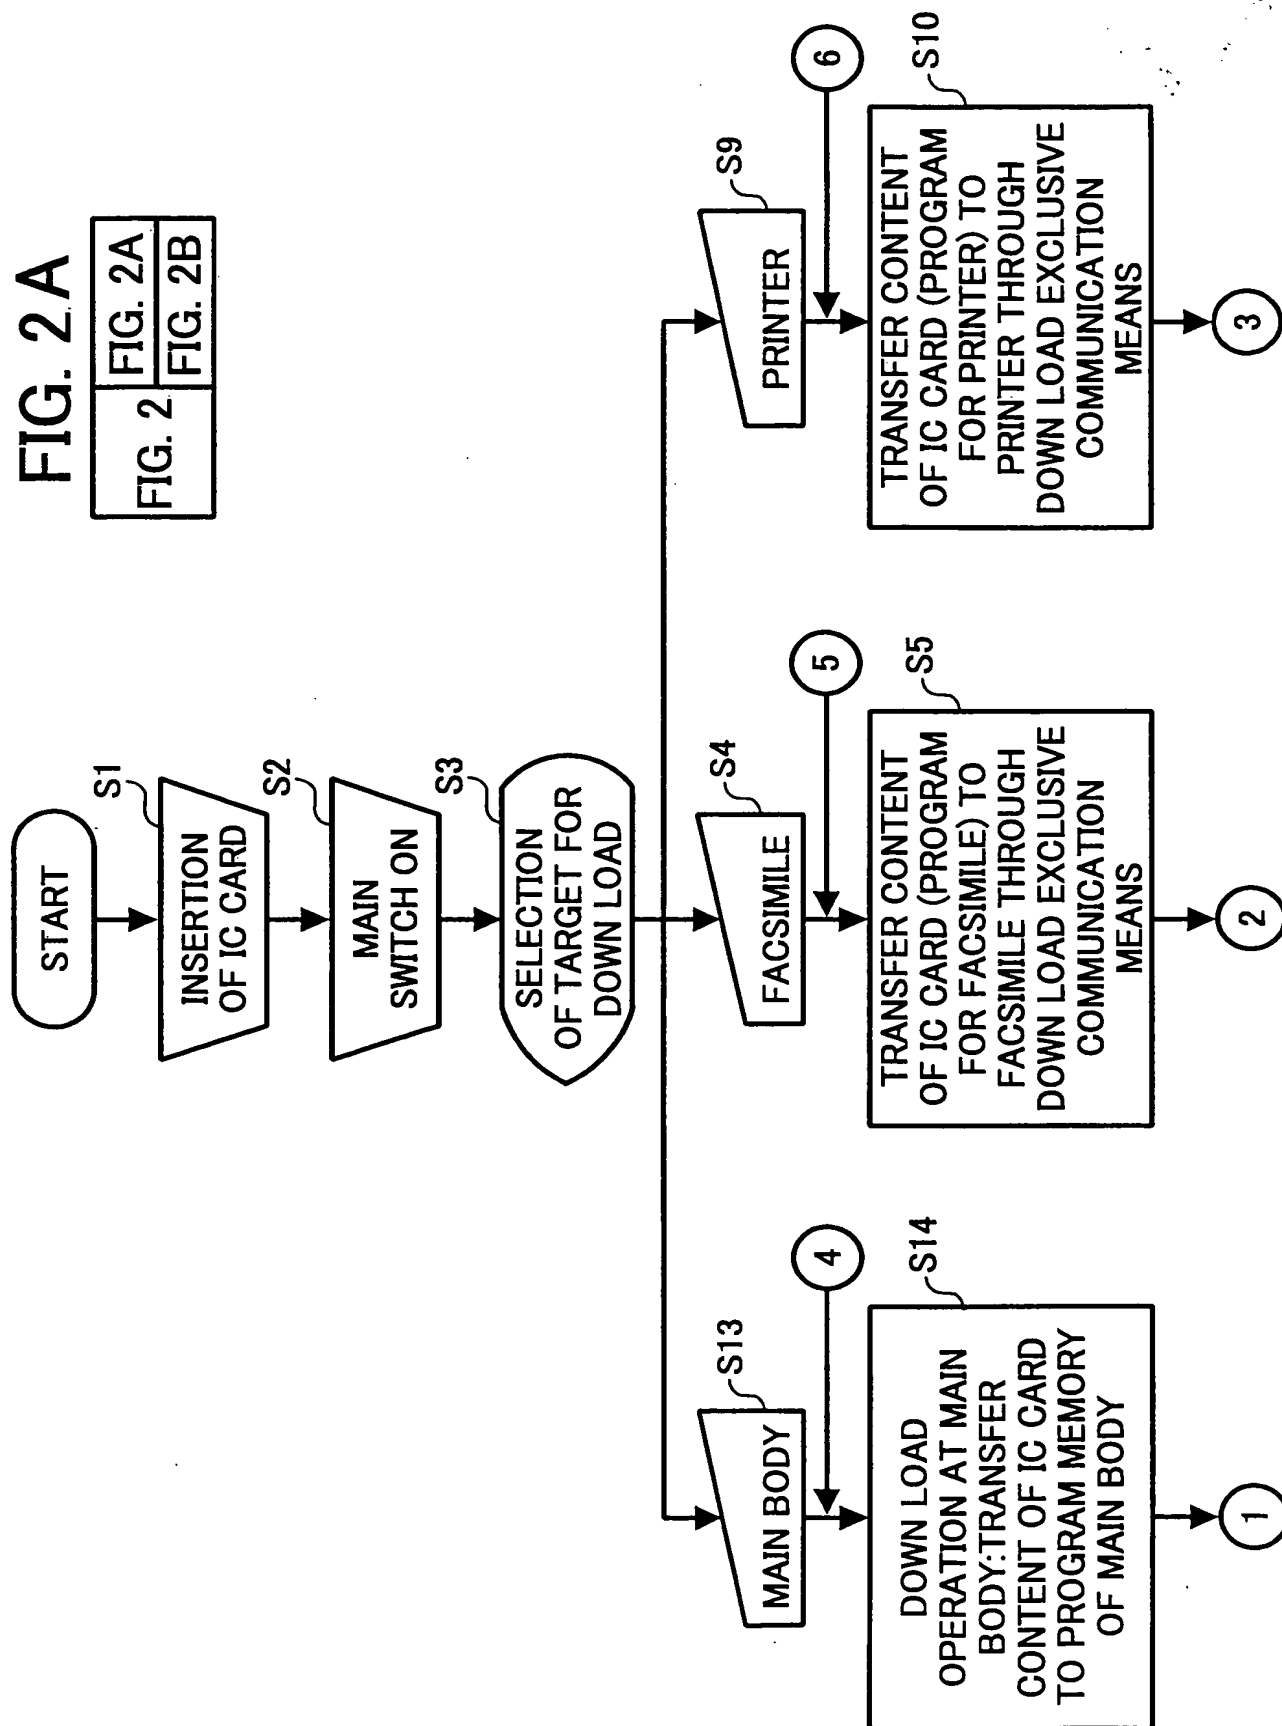 FIG. 2A
FIG. 2
FIG. 2A
FIG. 2B
START
S1
INSERTION
OF IC CARD
S2
MAIN
SWITCH ON
S3
SELECTION
OF TARGET FOR
DOWN LOAD
S13
MAIN BODY
4
S14
DOWN LOAD
OPERATION AT MAIN
BODY:TRANSFER
CONTENT OF IC CARD
TO PROGRAM MEMORY
OF MAIN BODY
1
S4
FACSIMILE
5
S5
TRANSFER CONTENT
OF IC CARD (PROGRAM
FOR FACSIMILE) TO
FACSIMILE THROUGH
DOWN LOAD EXCLUSIVE
COMMUNICATION
MEANS
2
S9
PRINTER
6
S10
TRANSFER CONTENT
OF IC CARD (PROGRAM
FOR PRINTER) TO
PRINTER THROUGH
DOWN LOAD EXCLUSIVE
COMMUNICATION
MEANS
3